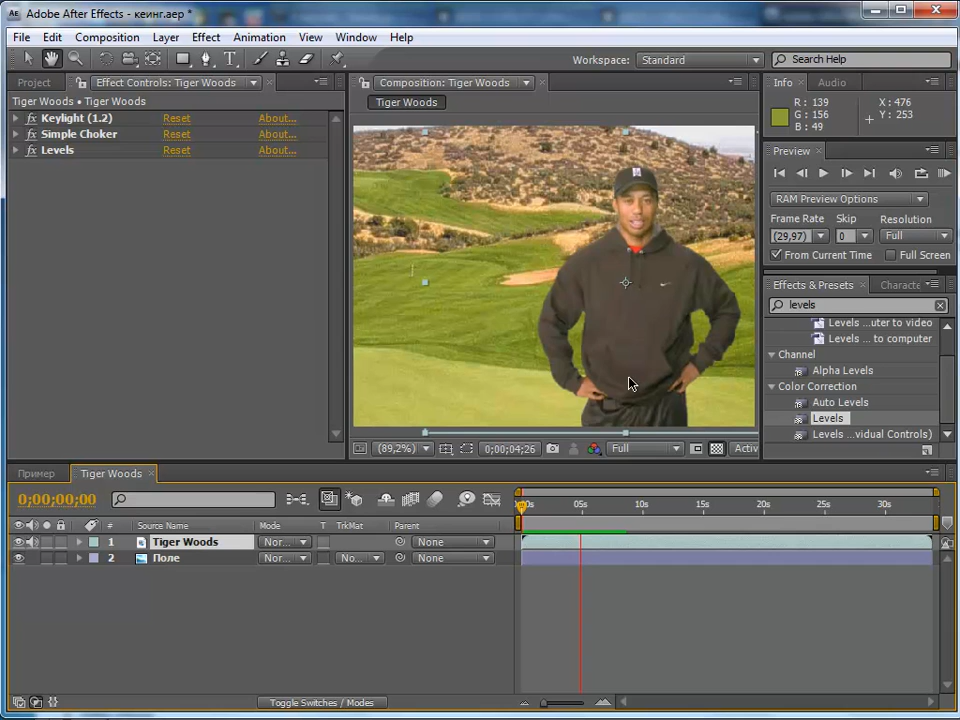 Adobe After Effects - кеинг.aep *
File Edit Composition Layer Effect Animation View Window Help
Workspace: Standard Search Help
Project Effect Controls: Tiger Woods
Tiger Woods • Tiger Woods
Keylight (1.2) Reset About...
Simple Choker Reset About...
Levels Reset About...
Composition: Tiger Woods
Tiger Woods
(89,2%) 0;00;04;26 Full Activ
Info Audio
R : 139
G : 156
B : 49
X : 476
Y : 253
Preview
RAM Preview Options
Frame Rate Skip Resolution
(29,97) 0 Full
From Current Time Full Screen
Effects & Presets Characte
levels
Levels ...uter to video
Levels ... to computer
Channel
Alpha Levels
Color Correction
Auto Levels
Levels
Levels ...vidual Controls)
Пример Tiger Woods
0;00;00;00
# Source Name Mode T TrkMat Parent
1 Tiger Woods Nor... None
2 Поле Nor... No... None
05s 10s 15s 20s 25s 30s
Toggle Switches / Modes